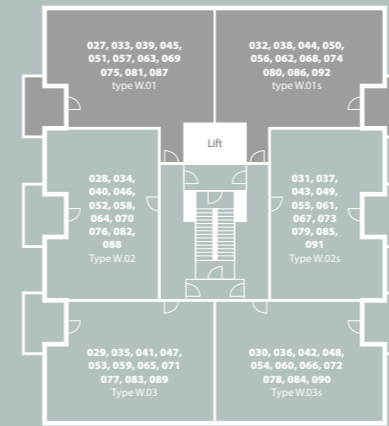 027, 033, 039, 045,
051, 057, 063, 069
075, 081, 087
type W.01
032, 038, 044, 050,
056, 062, 068, 074
080, 086, 092
type W.01s
Lift
028, 034,
040, 046,
052, 058,
064, 070
076, 082,
088
Type W.02
031, 037,
043, 049,
055, 061,
067, 073
079, 085,
091
Type W.02s
029, 035, 041, 047,
053, 059, 065, 071
077, 083, 089
Type W.03
030, 036, 042, 048,
054, 060, 066, 072
078, 084, 090
Type W.03s